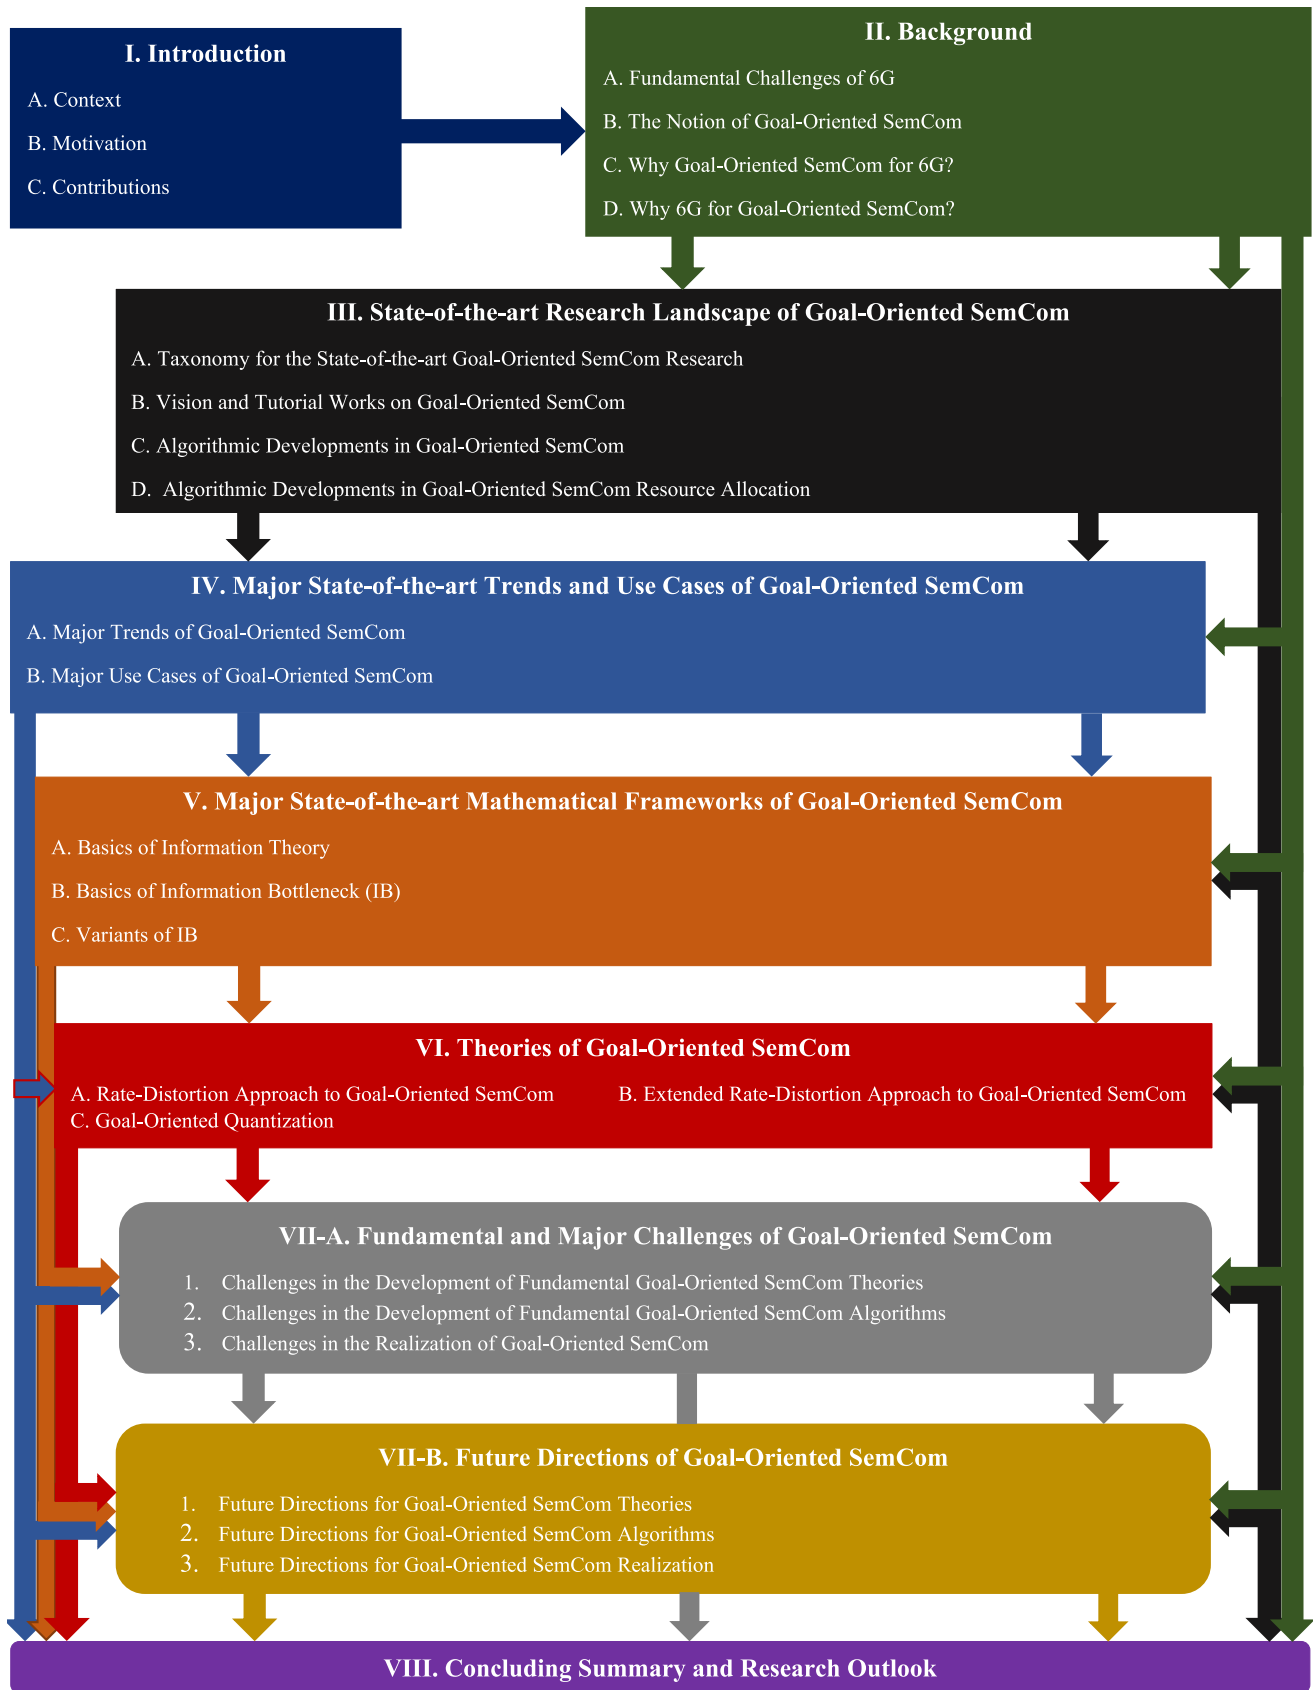 I. Introduction
A. Context
B. Motivation
C. Contributions
II. Background
A. Fundamental Challenges of 6G
B. The Notion of Goal-Oriented SemCom
C. Why Goal-Oriented SemCom for 6G?
D. Why 6G for Goal-Oriented SemCom?
III. State-of-the-art Research Landscape of Goal-Oriented SemCom
A. Taxonomy for the State-of-the-art Goal-Oriented SemCom Research
B. Vision and Tutorial Works on Goal-Oriented SemCom
C. Algorithmic Developments in Goal-Oriented SemCom
D. Algorithmic Developments in Goal-Oriented SemCom Resource Allocation
IV. Major State-of-the-art Trends and Use Cases of Goal-Oriented SemCom
A. Major Trends of Goal-Oriented SemCom
B. Major Use Cases of Goal-Oriented SemCom
V. Major State-of-the-art Mathematical Frameworks of Goal-Oriented SemCom
A. Basics of Information Theory
B. Basics of Information Bottleneck (IB)
C. Variants of IB
VI. Theories of Goal-Oriented SemCom
A. Rate-Distortion Approach to Goal-Oriented SemCom B. Extended Rate-Distortion Approach to Goal-Oriented SemCom
C. Goal-Oriented Quantization
VII-A. Fundamental and Major Challenges of Goal-Oriented SemCom
1. Challenges in the Development of Fundamental Goal-Oriented SemCom Theories
2. Challenges in the Development of Fundamental Goal-Oriented SemCom Algorithms
3. Challenges in the Realization of Goal-Oriented SemCom
VII-B. Future Directions of Goal-Oriented SemCom
1. Future Directions for Goal-Oriented SemCom Theories
2. Future Directions for Goal-Oriented SemCom Algorithms
3. Future Directions for Goal-Oriented SemCom Realization
VIII. Concluding Summary and Research Outlook